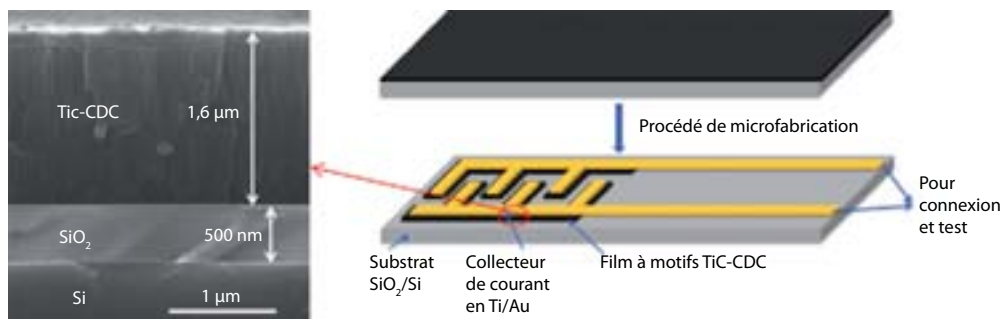 Tic-CDC
1,6 μm
SiO2
500 nm
Si
1 μm
Procédé de microfabrication
Pour
connexion
et test
Substrat
SiO2/Si
Collecteur
de courant
en Ti/Au
Film à motifs TiC-CDC